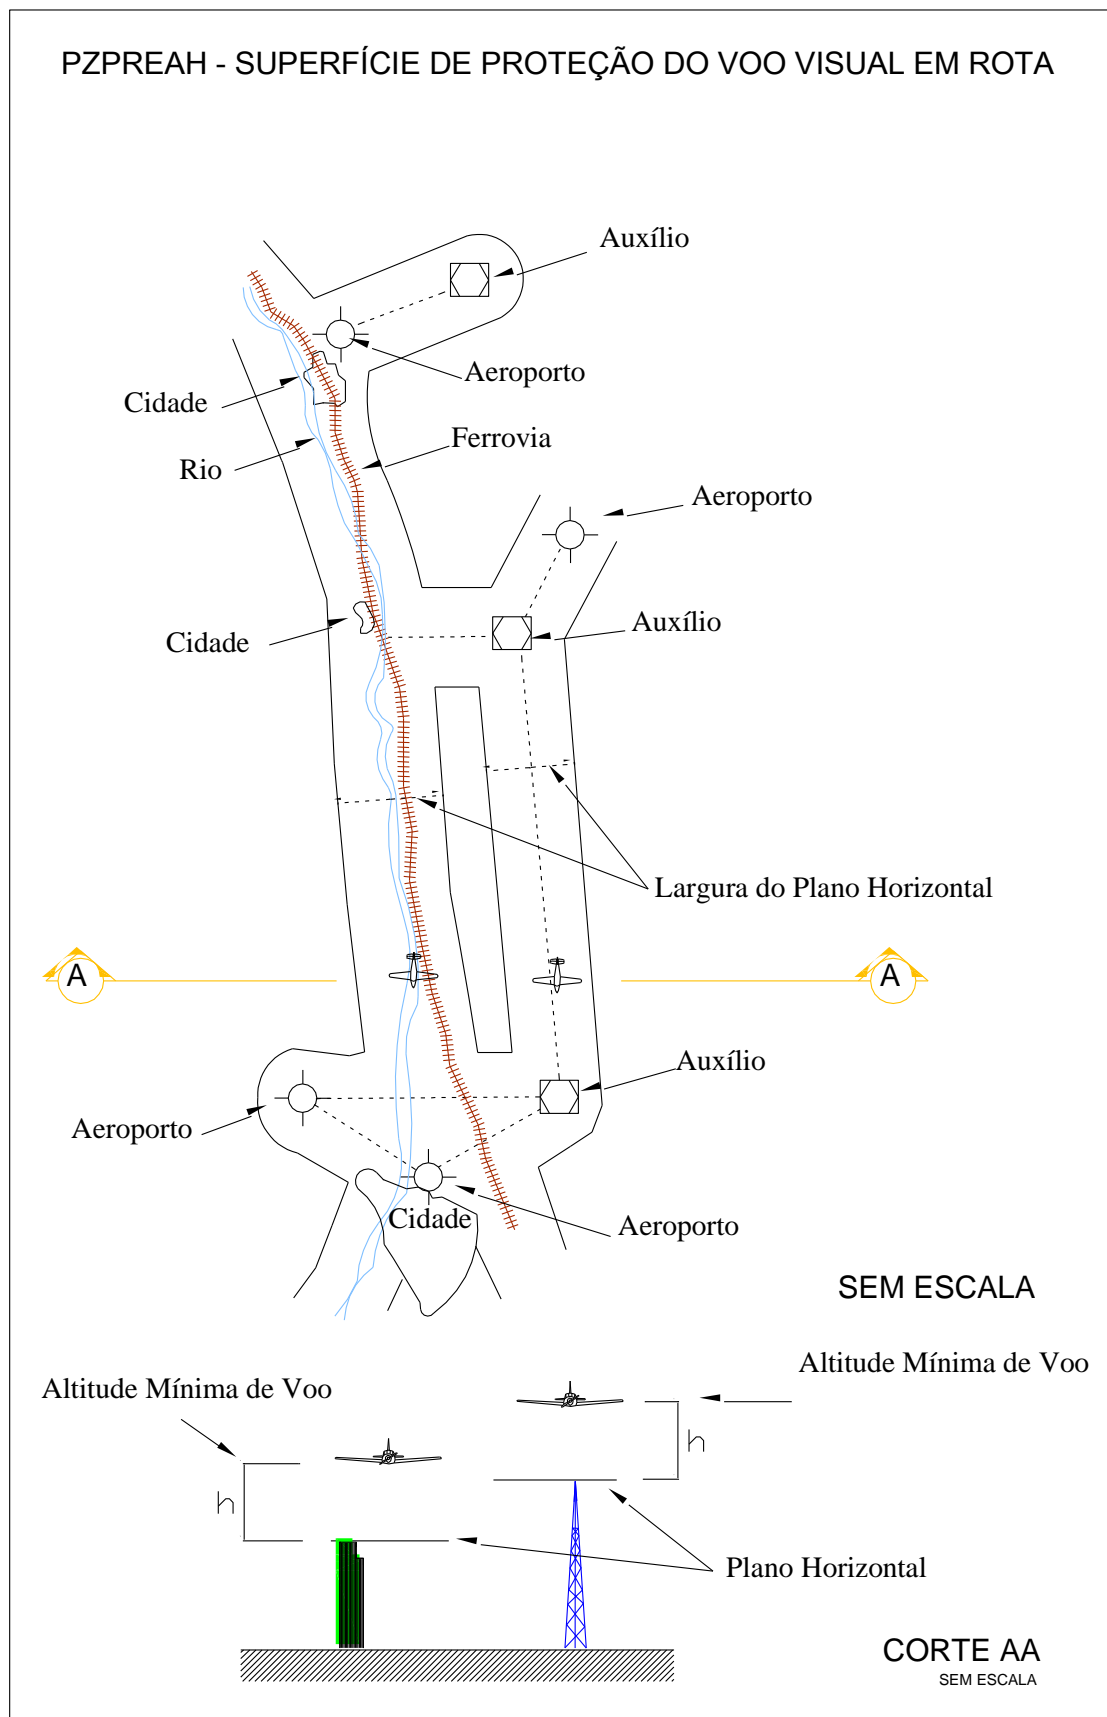 PZPREAH - SUPERFÍCIE DE PROTEÇÃO DO VOO VISUAL EM ROTA
Auxílio
Aeroporto
Cidade
Ferrovia
Rio
Aeroporto
Auxílio
Cidade
Largura do Plano Horizontal
A
A
Auxílio
Aeroporto
Cidade
Aeroporto
SEM ESCALA
Altitude Mínima de Voo
Altitude Mínima de Voo
h
h
Plano Horizontal
CORTE AA
SEM ESCALA